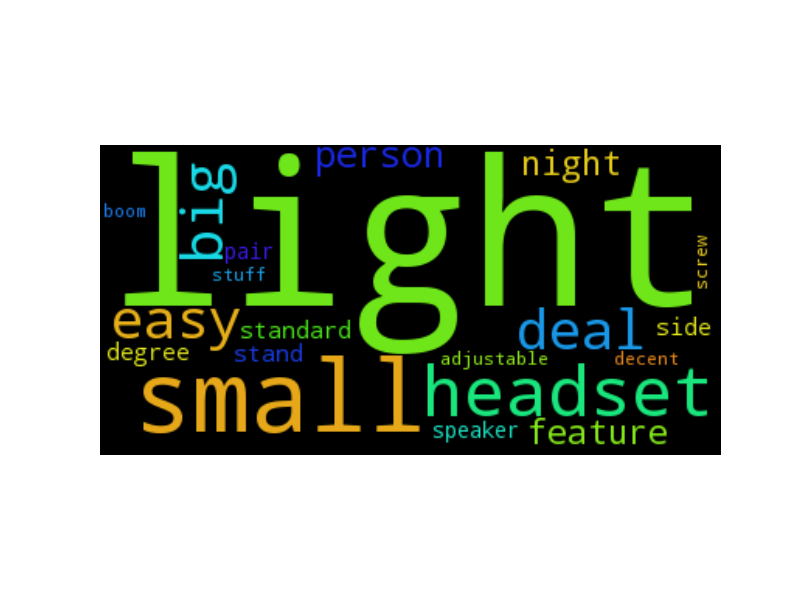 light
person
night
big
boom
pair
screw
stuff
easy
standard
deal
side
degree
stand
adjustable
decent
small
headset
speaker
feature